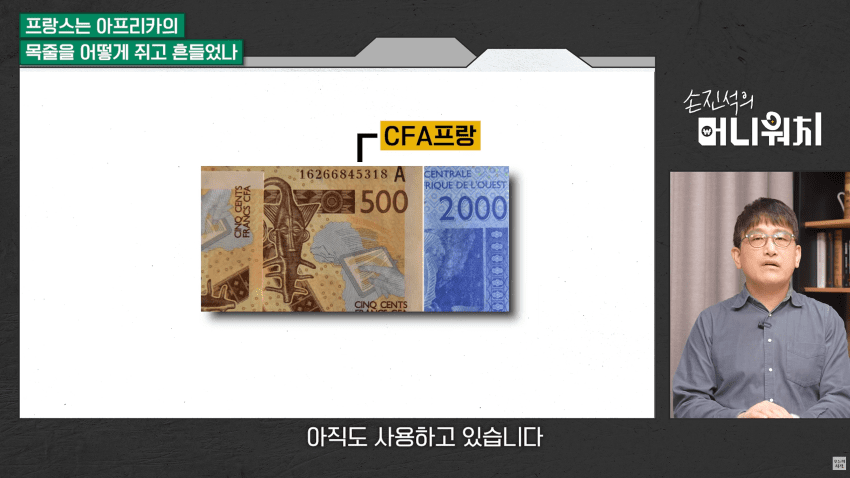 프랑스는 아프리카의
목줄을 어떻게 쥐고 흔들었나
손진석의
머니워치
CFA프랑
16266845318 A
CENTRALE
RIQUE DE L'OUEST
500
2000
CINQ CENTS
FRANCS CFA
CINQ CENTS
FRANCS CFA
아직도 사용하고 있습니다